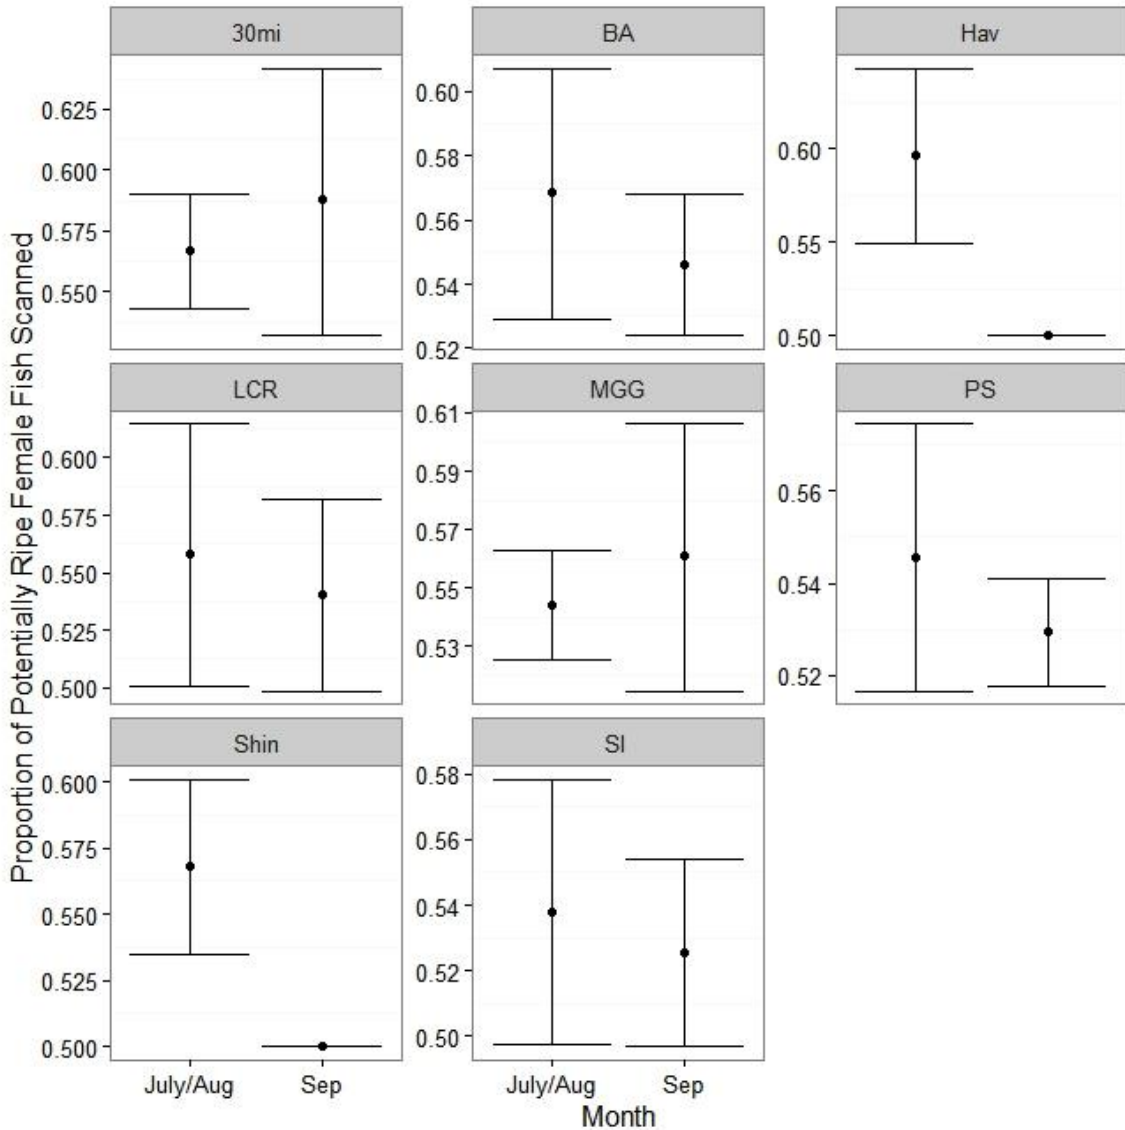 Proportion of Potentially Ripe Female Fish Scanned
30mi
0.625
0.600
0.575
0.550
BA
0.60
0.58
0.56
0.54
0.52
Hav
0.60
0.55
0.50
LCR
0.600
0.575
0.550
0.525
0.500
MGG
0.61
0.59
0.57
0.55
0.53
PS
0.56
0.54
0.52
Shin
0.600
0.575
0.550
0.525
0.500
SI
0.58
0.56
0.54
0.52
0.50
July/Aug Sep
July/Aug Sep
Month